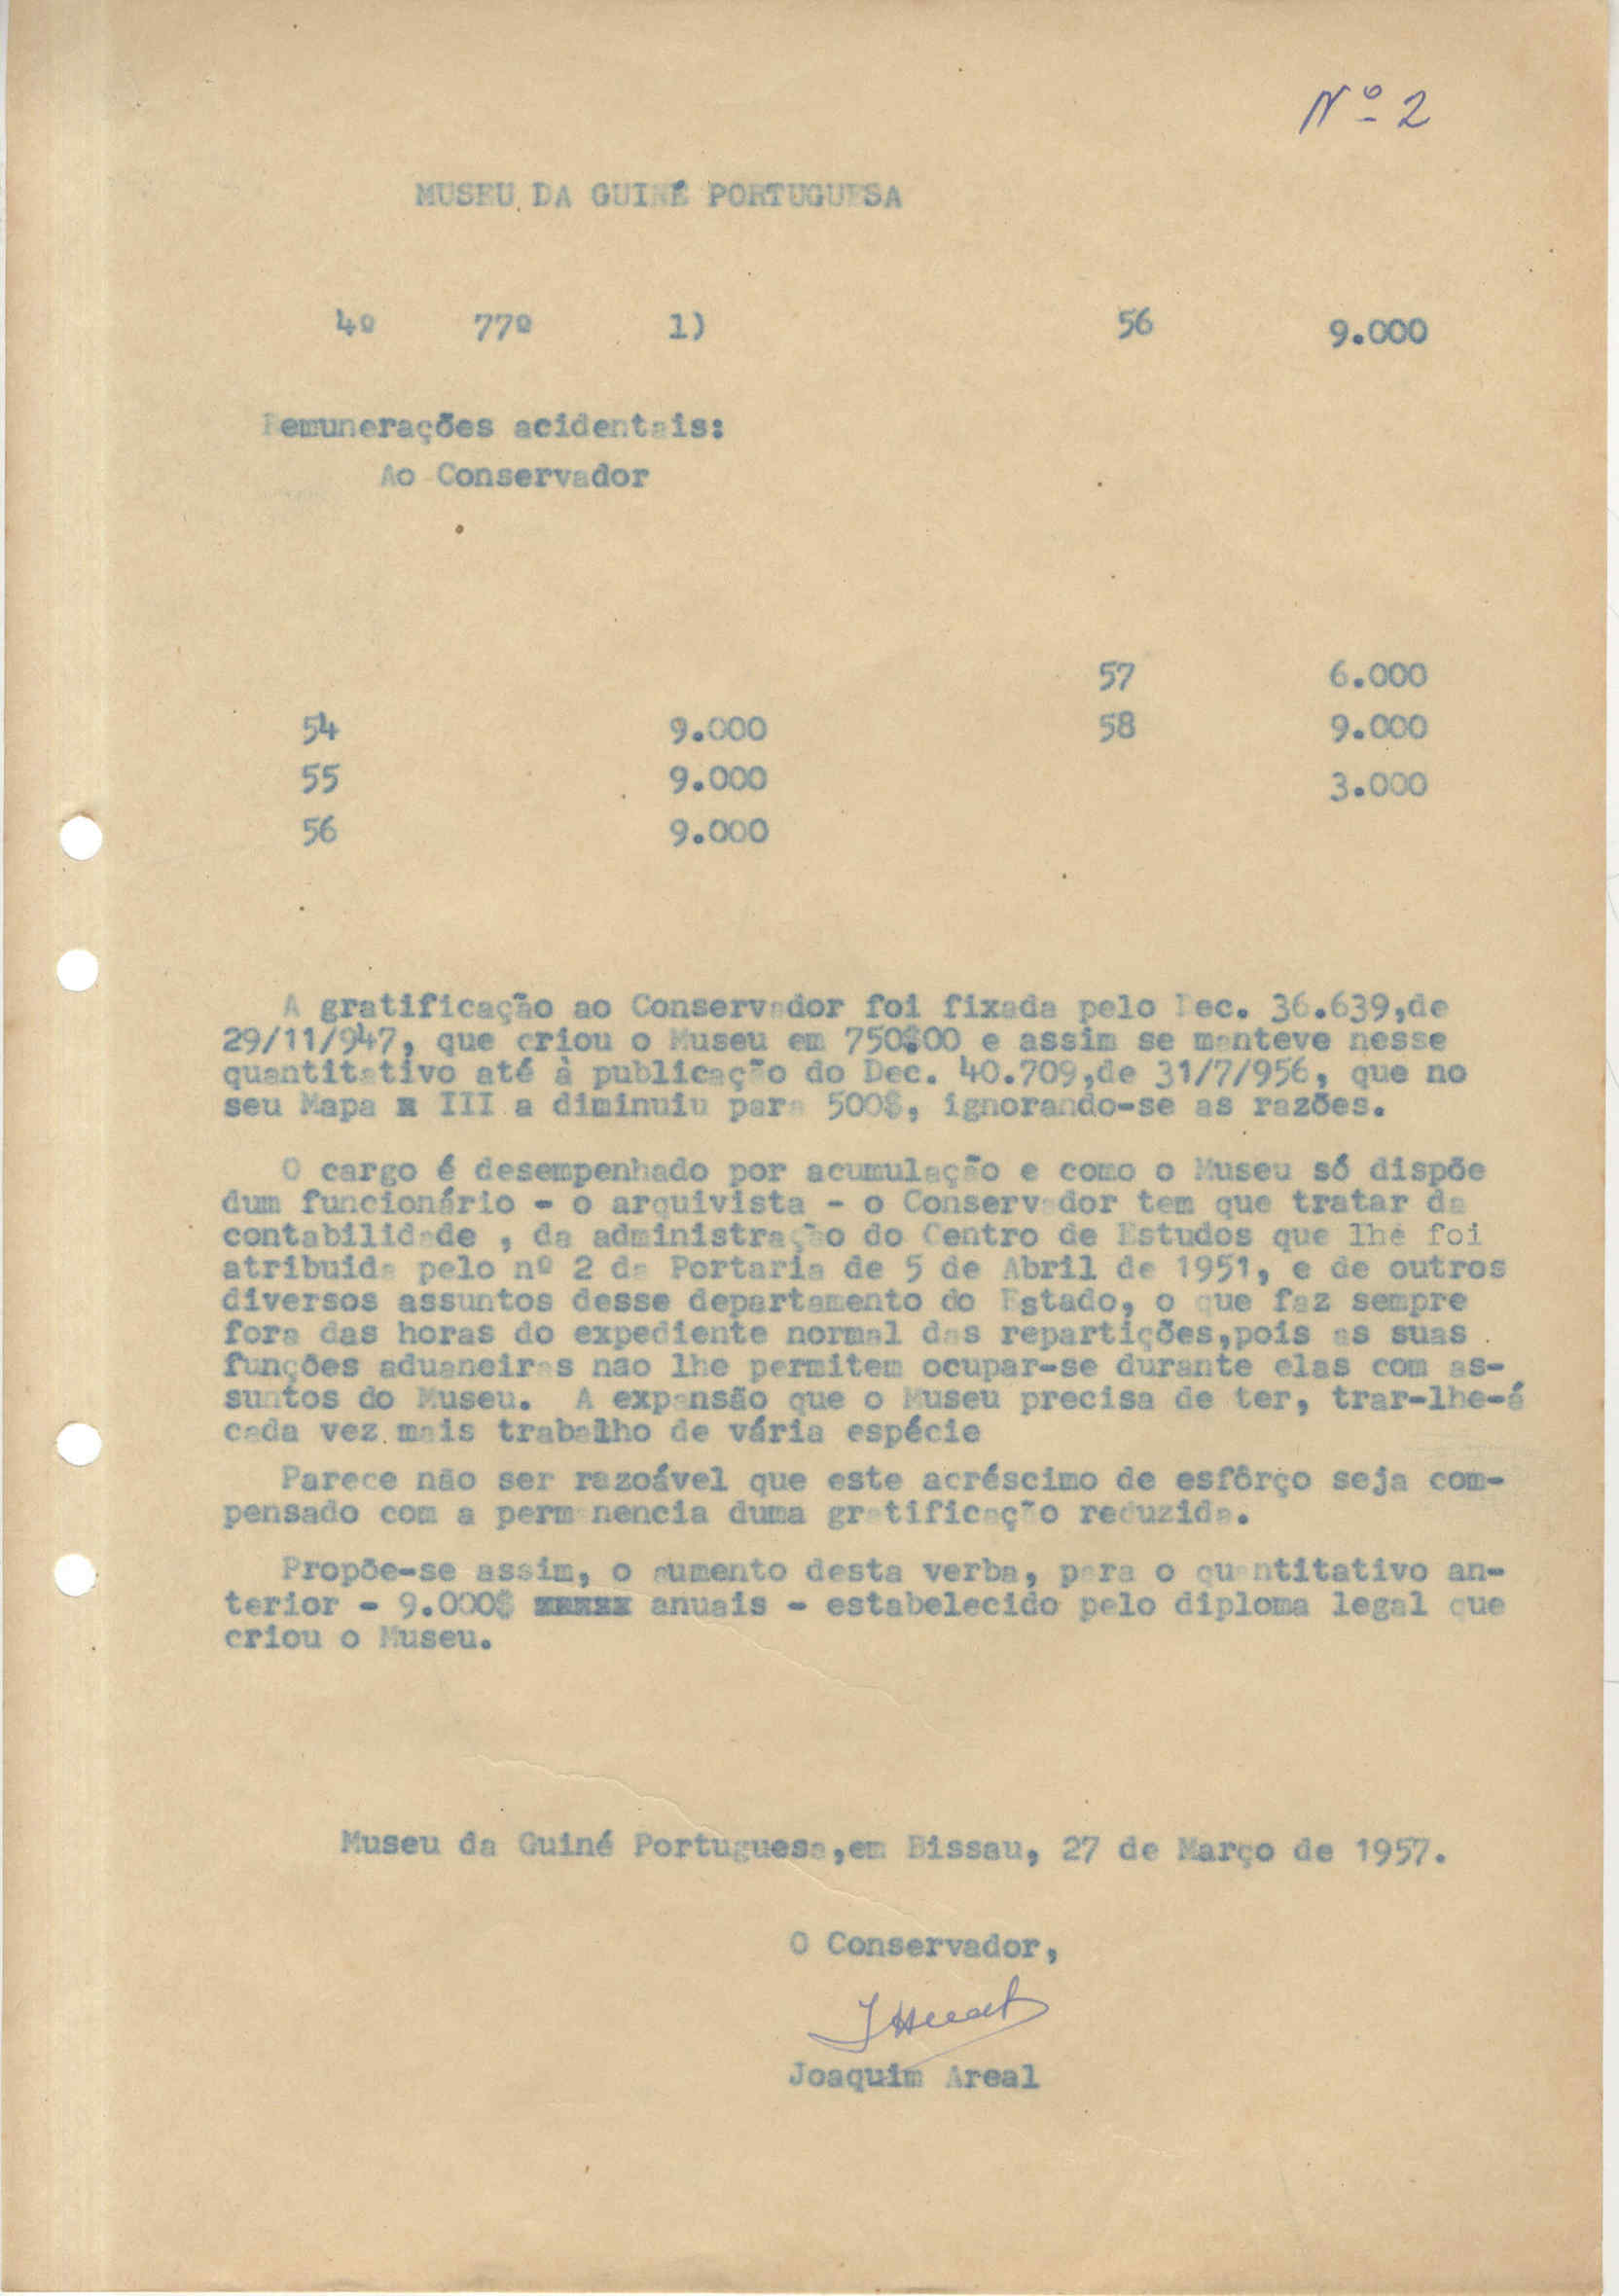 Nº 2
MUSEU DA GUINÉ PORTUGUESA
4º 77º 1) 56 9.000
Remunerações acidentais:
Ao Conservador
57 6.000
54 9.000 58 9.000
55 9.000 3.000
56 9.000
A gratificação ao Conservador foi fixada pelo Dec. 36.639,de
29/11/947, que criou o Museu em 750$00 e assim se manteve nesse
quantitativo até à publicação do Dec. 40.709,de 31/7/956, que no
seu Mapa x III a diminuiu para 500$, ignorando-se as razões.
O cargo é desempenhado por acumulação e como o Museu só dispõe
dum funcionário - o arquivista - o Conservador tem que tratar da
contabilidade , da administração do Centro de Estudos que lhe foi
atribuida pelo nº 2 da Portaria de 5 de Abril de 1951, e de outros
diversos assuntos desse departamento do Estado, o que faz sempre
fora das horas do expediente normal das repartições,pois as suas
funções aduaneiras nao lhe permitem ocupar-se durante elas com as-
suntos do Museu. A expansão que o Museu precisa de ter, trar-lhe-á
cada vez mais trabalho de vária espécie
Parece não ser razoável que este acréscimo de esfôrço seja com-
pensado com a permanencia duma gratificação reduzida.
Propõe-se assim, o aumento desta verba, para o quantitativo an-
terior - 9.000$ xxxxx anuais - estabelecido pelo diploma legal que
criou o Museu.
Museu da Guiné Portuguesa,em Bissau, 27 de Março de 1957.
O Conservador,
Joaquim Areal